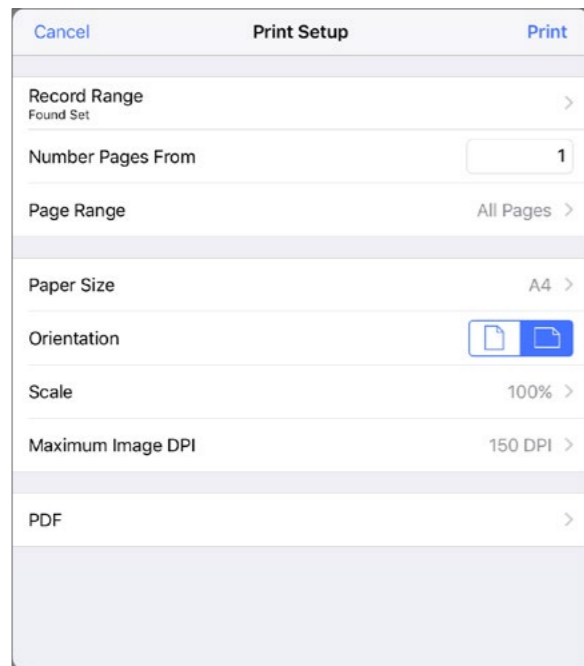 Cancel Print Setup Print
Record Range
Found Set
Number Pages From 1
Page Range All Pages
Paper Size A4
Orientation
Scale 100%
Maximum Image DPI 150 DPI
PDF